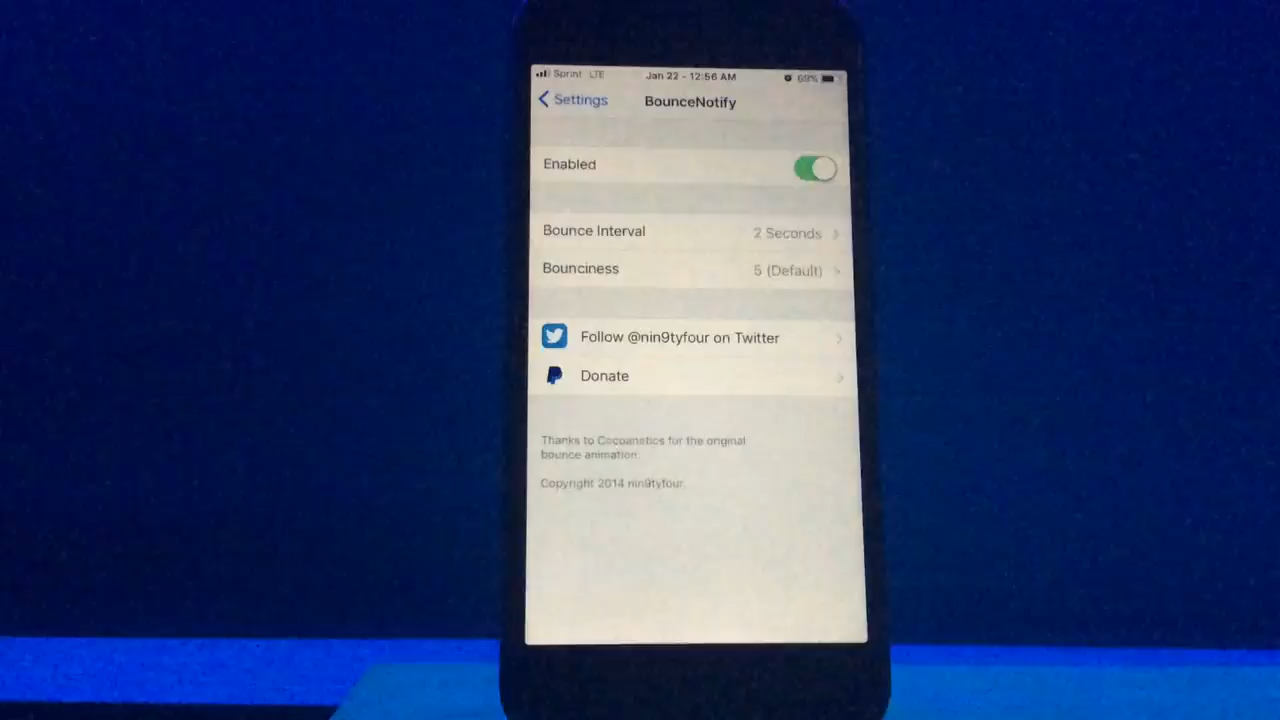 Sprint LTE
Jan 22 - 12:56 AM
69%
Settings
BounceNotify
Enabled
Bounce Interval
2 Seconds
Bounciness
5 (Default)
Follow @nin9tyfour on Twitter
Donate
Thanks to Cocoanetics for the original
bounce animation.
Copyright 2014 nin9tyfour.